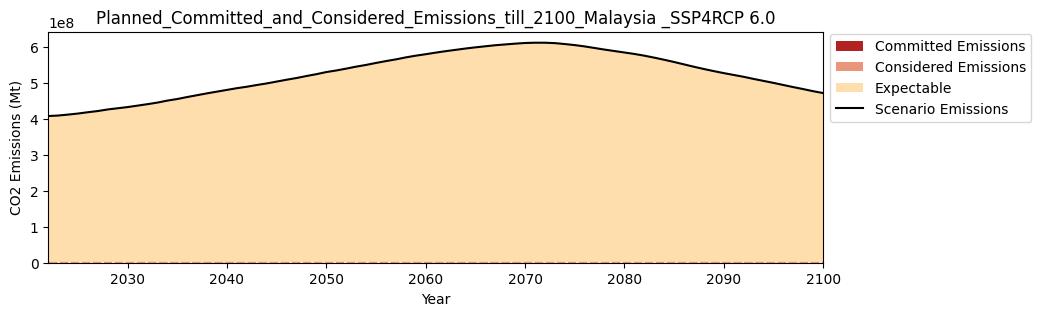 Planned_Committed_and_Considered_Emissions_till_2100_Malaysia _SSP4RCP 6.0
1e8
6
5
4
3
2
1
0
CO2 Emissions (Mt)
2030 2040 2050 2060 2070 2080 2090 2100
Year
Committed Emissions
Considered Emissions
Expectable
Scenario Emissions